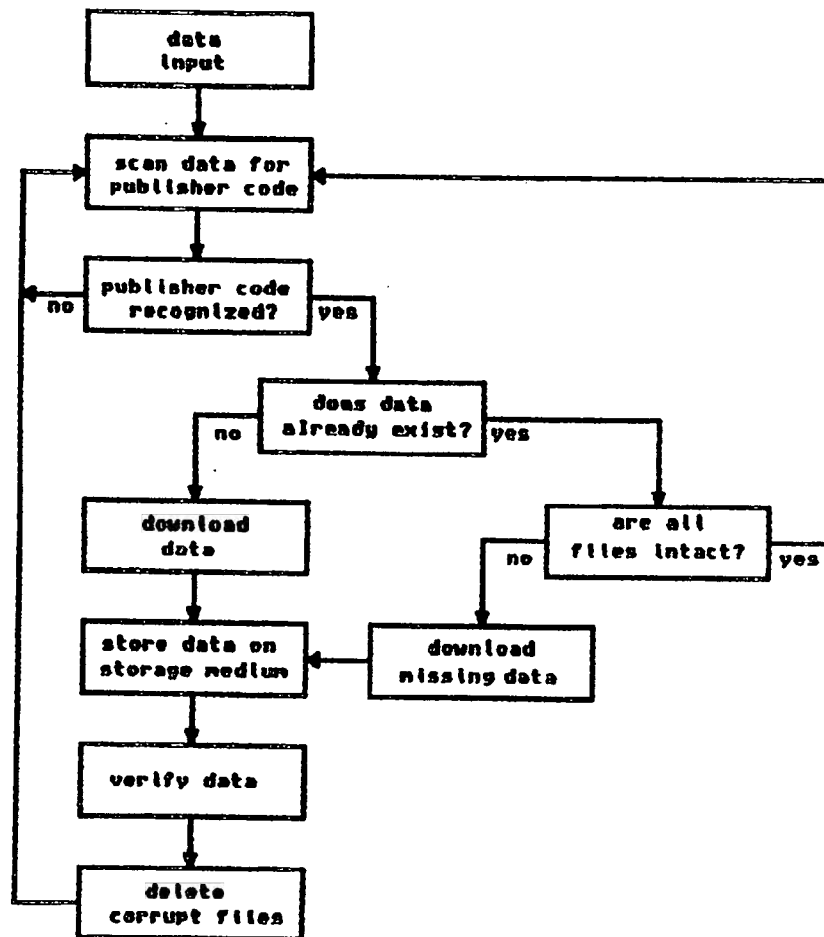 data
input
scan data for
publisher code
publisher code
recognized?
no
yes
does data
already exist?
no
yes
download
data
are all
files intact?
no
yes
store data on
storage medium
download
missing data
verify data
delete
corrupt files